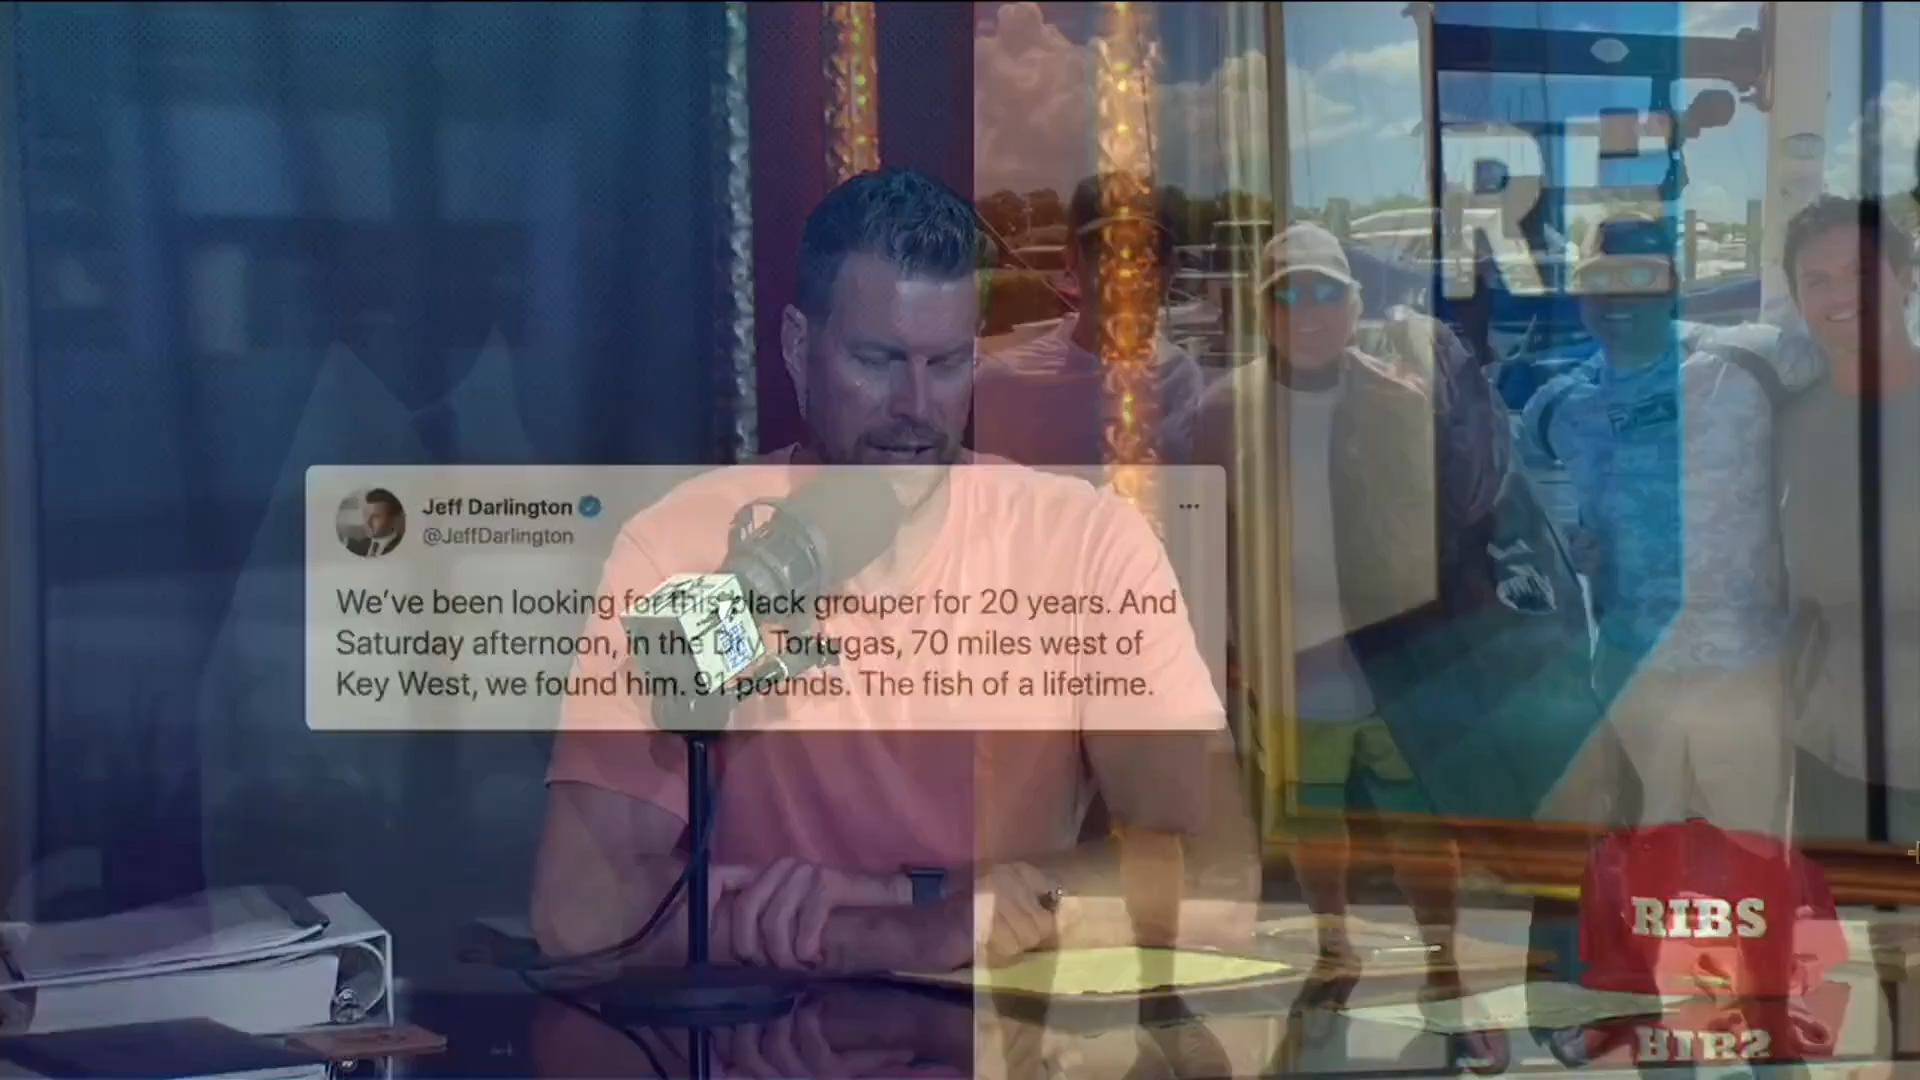 RE
Jeff Darlington
@JeffDarlington
We've been looking for this black grouper for 20 years. And
Saturday afternoon, in the Dry Tortugas, 70 miles west of
Key West, we found him. 91 pounds. The fish of a lifetime.
RIBS